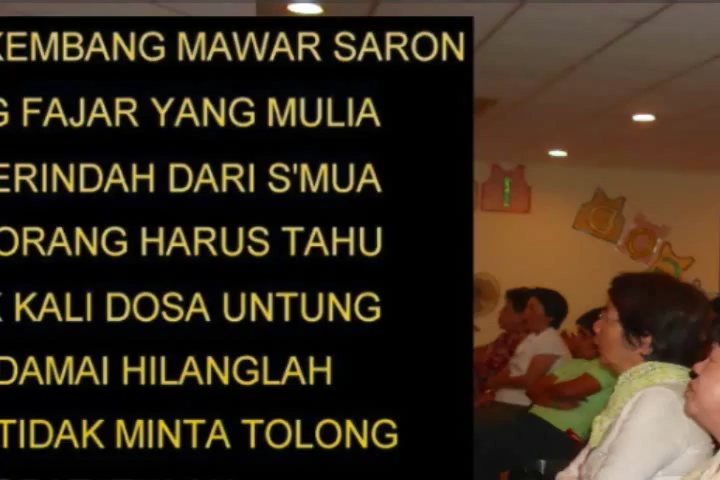 KEMBANG MAWAR SARON
G FAJAR YANG MULIA
ERINDAH DARI S'MUA
ORANG HARUS TAHU
K KALI DOSA UNTUNG
DAMAI HILANGLAH
TIDAK MINTA TOLONG